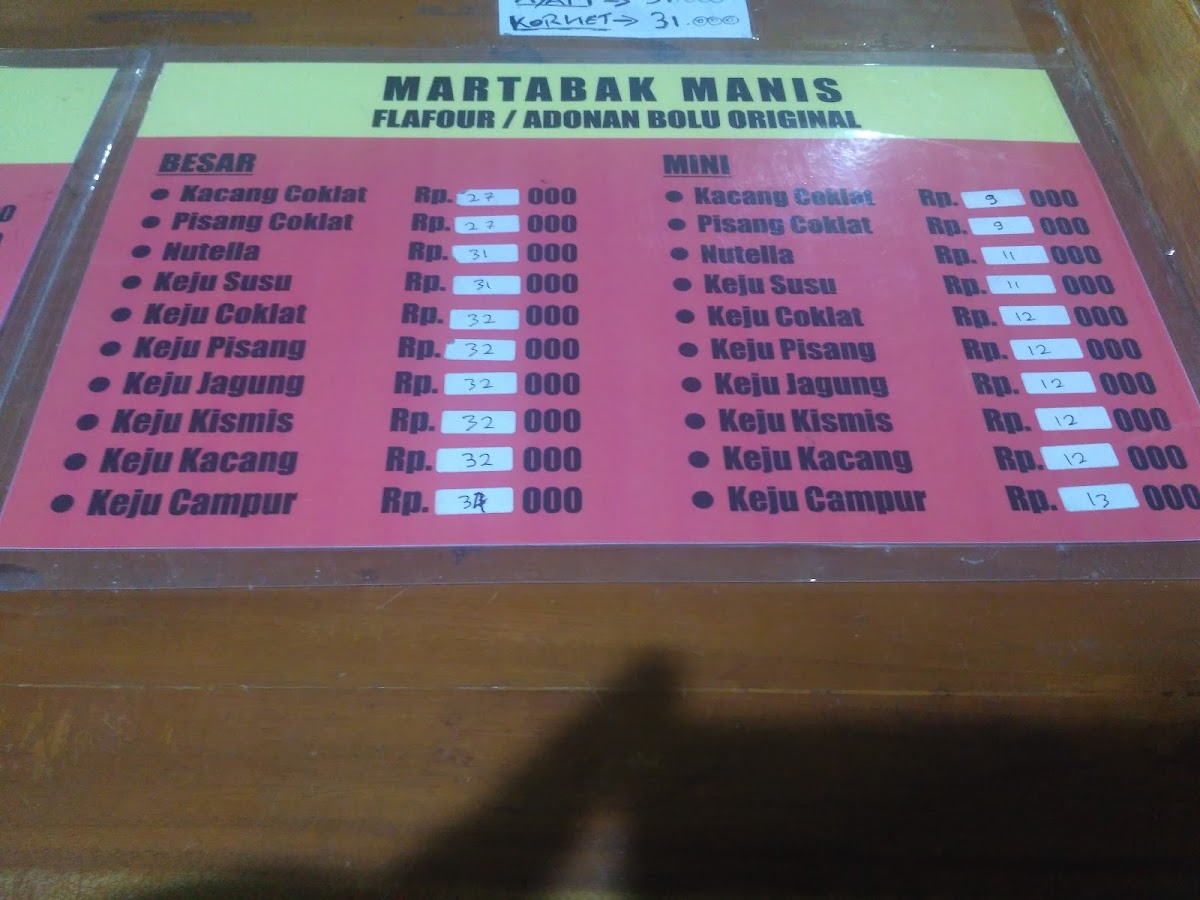 KORNET → 31.000
MARTABAK MANIS
FLAFOUR / ADONAN BOLU ORIGINAL
BESAR
• Kacang Coklat Rp. 27 000
• Pisang Coklat Rp. 27 000
• Nutella Rp. 31 000
• Keju Susu Rp. 31 000
• Keju Coklat Rp. 32 000
• Keju Pisang Rp. 32 000
• Keju Jagung Rp. 32 000
• Keju Kismis Rp. 32 000
• Keju Kacang Rp. 32 000
• Keju Campur Rp. 34 000
MINI
• Kacang Coklat Rp. 9 000
• Pisang Coklat Rp. 9 000
• Nutella Rp. 11 000
• Keju Susu Rp. 11 000
• Keju Coklat Rp. 12 000
• Keju Pisang Rp. 12 000
• Keju Jagung Rp. 12 000
• Keju Kismis Rp. 12 000
• Keju Kacang Rp. 12 000
• Keju Campur Rp. 13 000